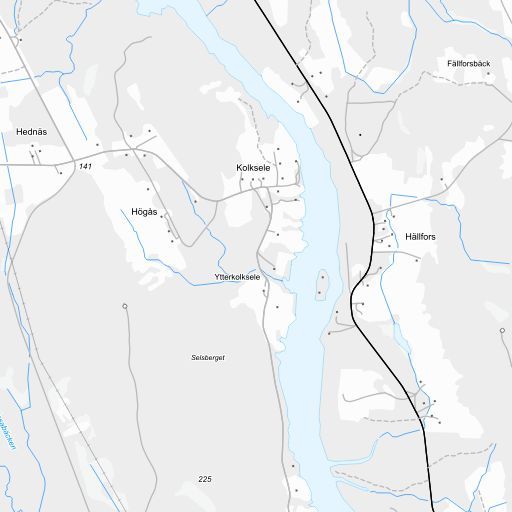 Fällforsbäck
Hednäs
141
Kolksele
Högås
Hällfors
Ytterkolksele
Selsberget
225